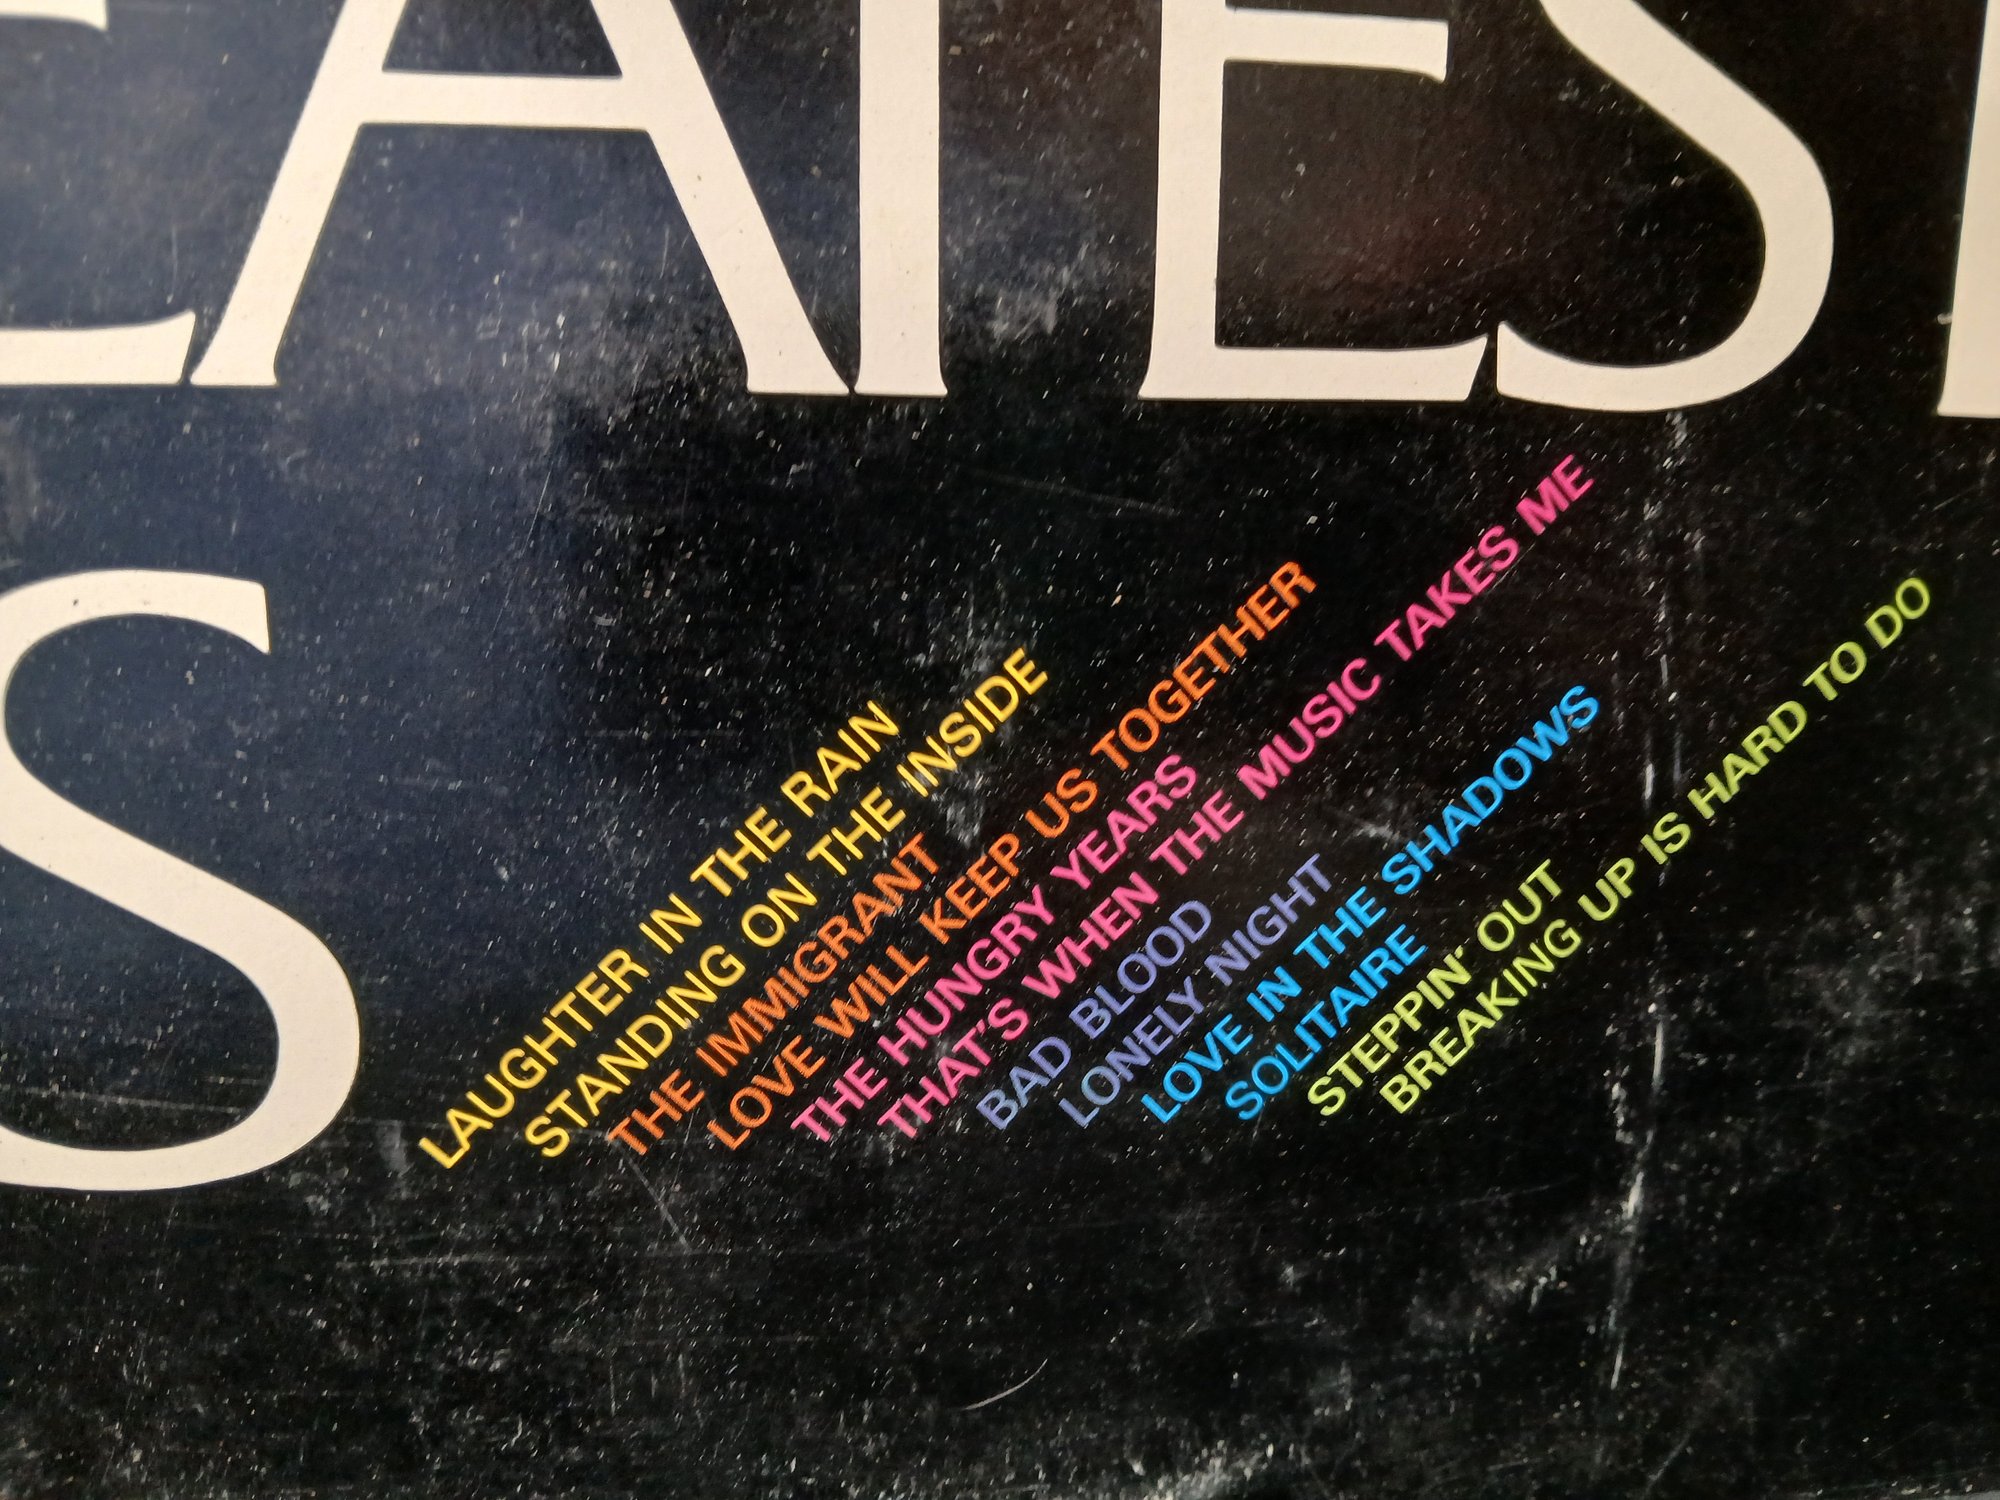 EATEST
S
LAUGHTER IN THE RAIN
STANDING ON THE INSIDE
THE IMMIGRANT
LOVE WILL KEEP US TOGETHER
THE HUNGRY YEARS
THAT'S WHEN THE MUSIC TAKES ME
BAD BLOOD
LONELY NIGHT
LOVE IN THE SHADOWS
SOLITAIRE
STEPPIN' OUT
BREAKING UP IS HARD TO DO